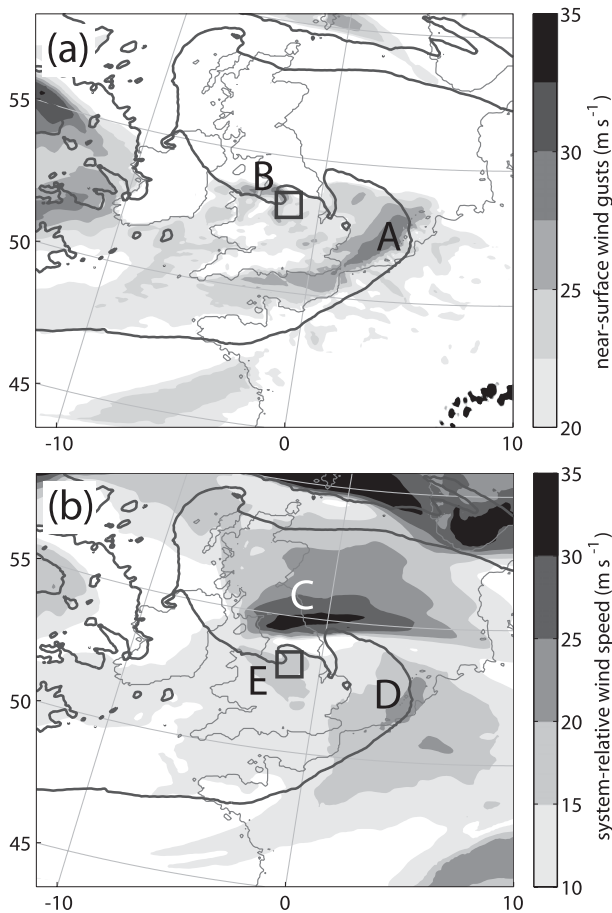 (a)
55
50
45
-10
0
10
B
A
35
30
25
20
near-surface wind gusts (m s⁻¹)
(b)
55
50
45
-10
0
10
C
E
D
35
30
25
20
15
10
system-relative wind speed (m s⁻¹)